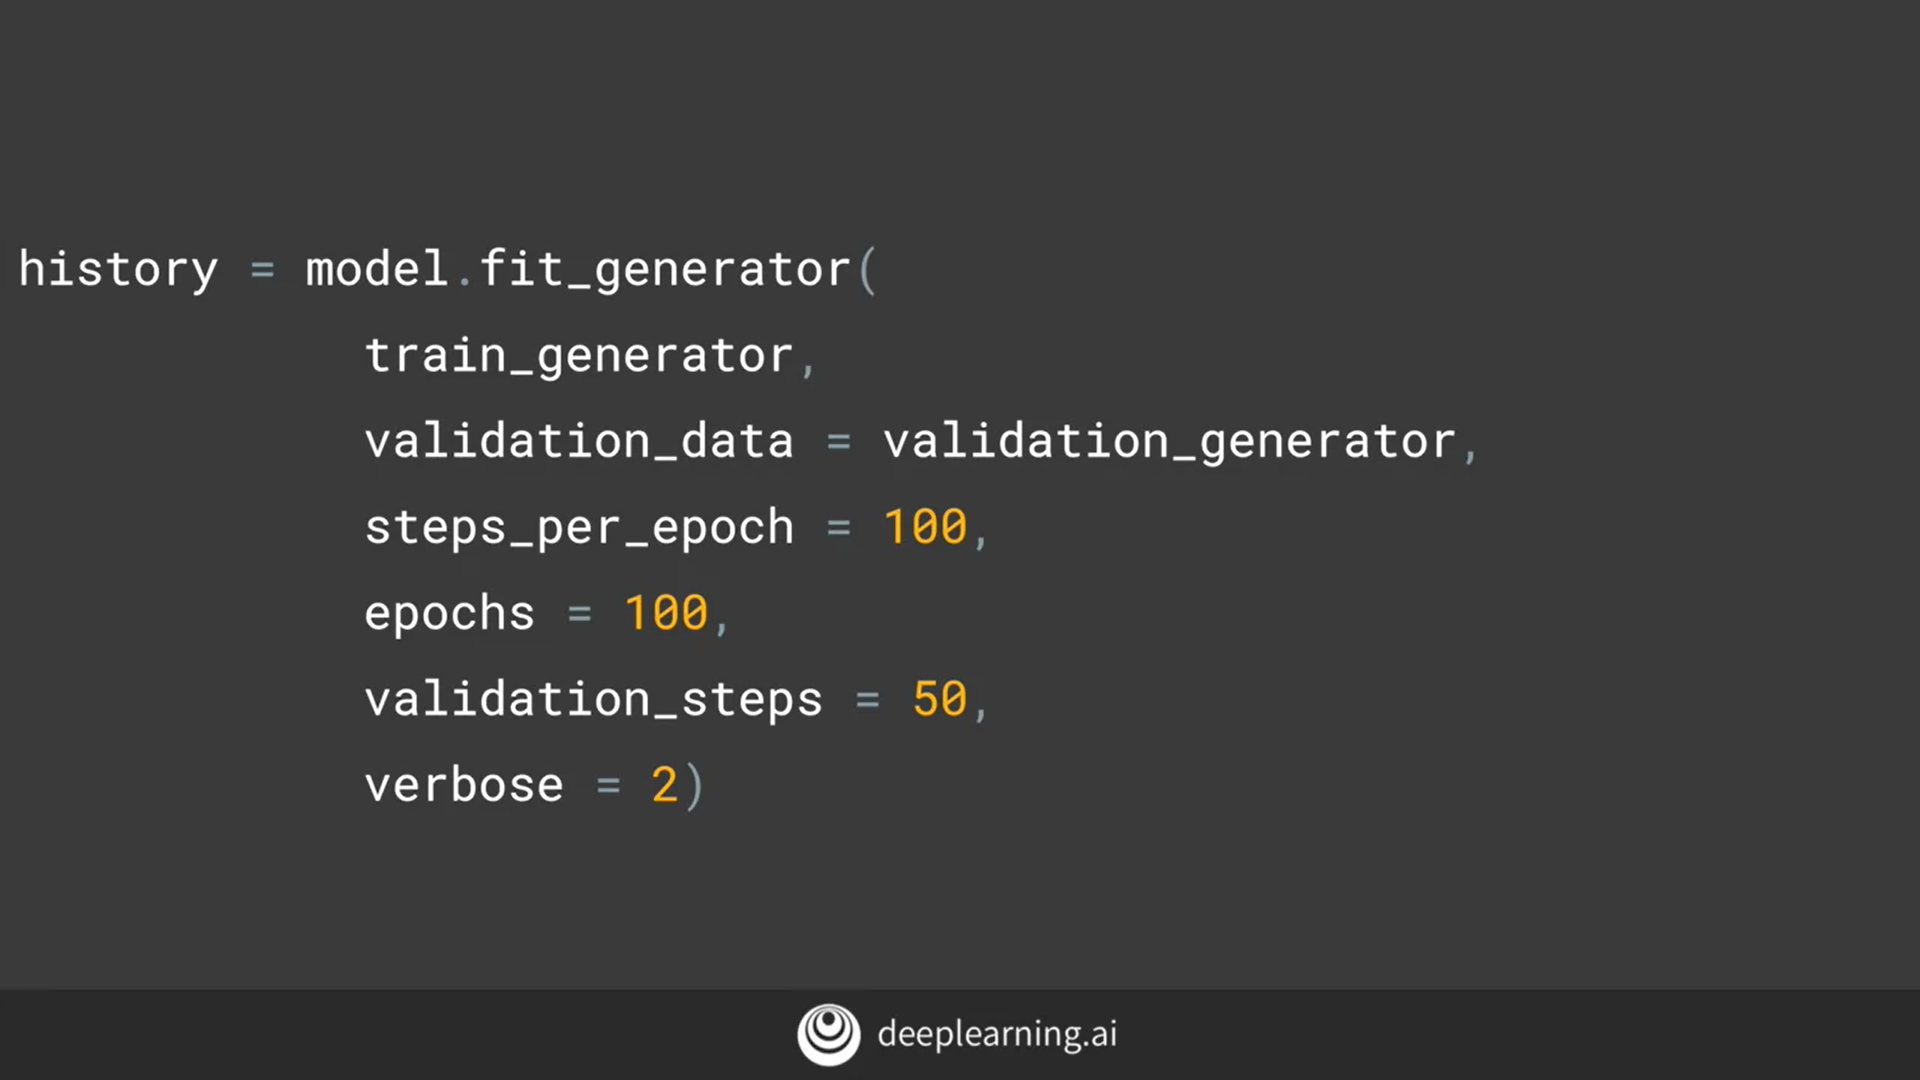 history = model.fit_generator(
train_generator,
validation_data = validation_generator,
steps_per_epoch = 100,
epochs = 100,
validation_steps = 50,
verbose = 2)
deeplearning.ai